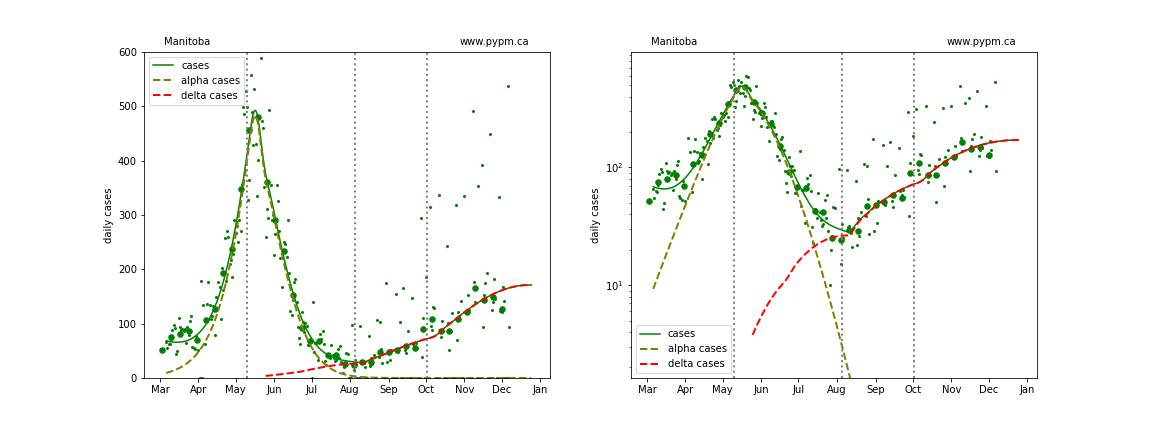 Manitoba www.pypm.ca
600
500
400
300
200
100
0
daily cases
cases
alpha cases
delta cases
Mar Apr May Jun Jul Aug Sep Oct Nov Dec Jan
Manitoba www.pypm.ca
10²
10¹
daily cases
cases
alpha cases
delta cases
Mar Apr May Jun Jul Aug Sep Oct Nov Dec Jan